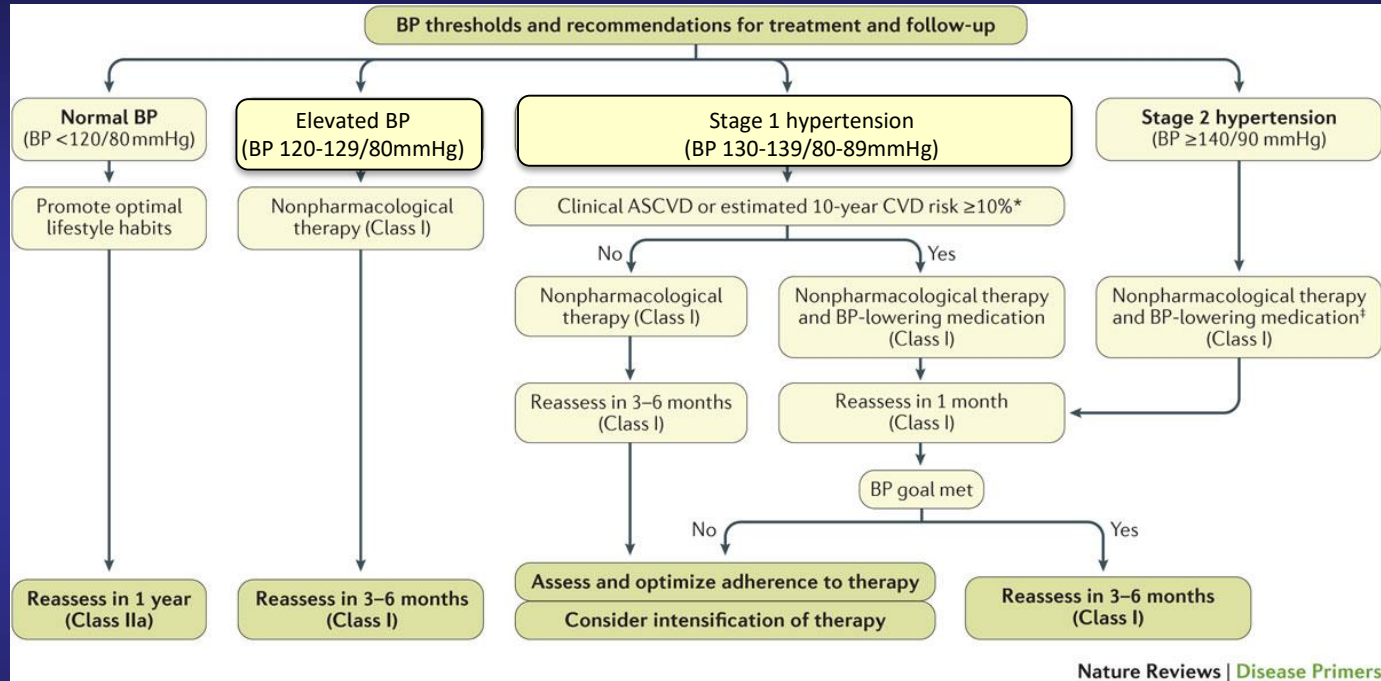 BP thresholds and recommendations for treatment and follow-up
Normal BP
(BP <120/80 mmHg)
Elevated BP
(BP 120-129/80mmHg)
Stage 1 hypertension
(BP 130-139/80-89mmHg)
Stage 2 hypertension
(BP ≥140/90 mmHg)
Promote optimal
lifestyle habits
Nonpharmacological
therapy (Class I)
Clinical ASCVD or estimated 10-year CVD risk ≥10%*
No
Yes
Nonpharmacological
therapy (Class I)
Nonpharmacological therapy
and BP-lowering medication
(Class I)
Nonpharmacological therapy
and BP-lowering medication‡
(Class I)
Reassess in 3–6 months
(Class I)
Reassess in 1 month
(Class I)
BP goal met
No
Yes
Reassess in 1 year
(Class IIa)
Reassess in 3–6 months
(Class I)
Assess and optimize adherence to therapy
Consider intensification of therapy
Reassess in 3–6 months
(Class I)
Nature Reviews | Disease Primers